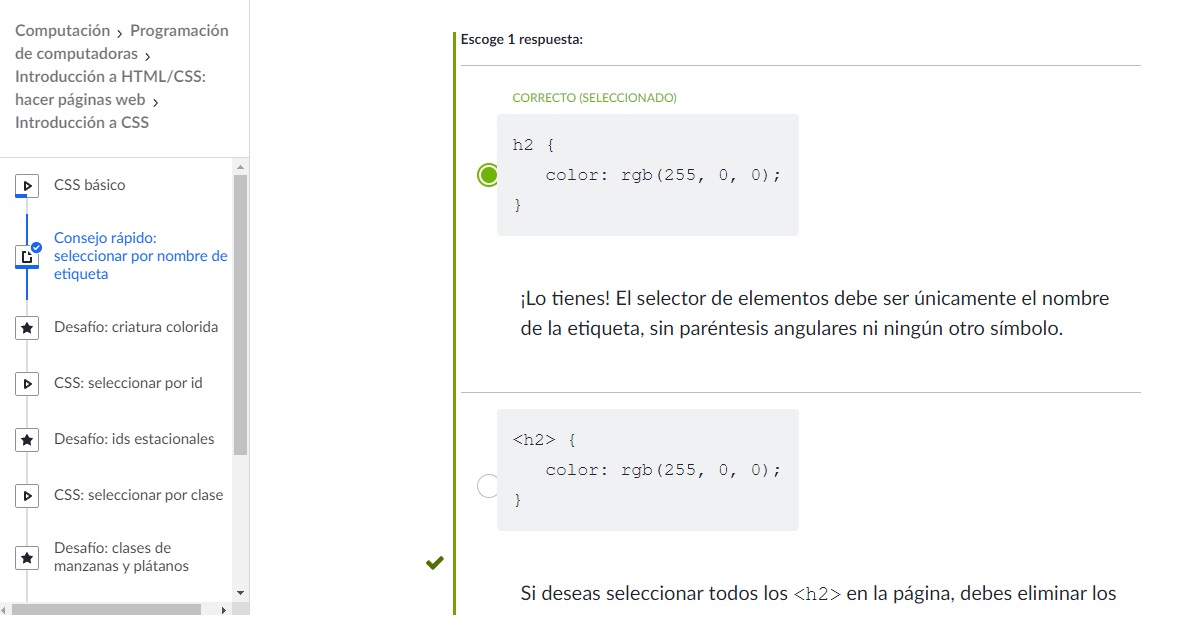 Computación › Programación
de computadoras ›
Introducción a HTML/CSS:
hacer páginas web ›
Introducción a CSS
CSS básico
Consejo rápido:
seleccionar por nombre de
etiqueta
Desafío: criatura colorida
CSS: seleccionar por id
Desafío: ids estacionales
CSS: seleccionar por clase
Desafío: clases de
manzanas y plátanos
Escoge 1 respuesta:
CORRECTO (SELECCIONADO)
h2 {
color: rgb(255, 0, 0);
}
¡Lo tienes! El selector de elementos debe ser únicamente el nombre
de la etiqueta, sin paréntesis angulares ni ningún otro símbolo.
<h2> {
color: rgb(255, 0, 0);
}
Si deseas seleccionar todos los <h2> en la página, debes eliminar los